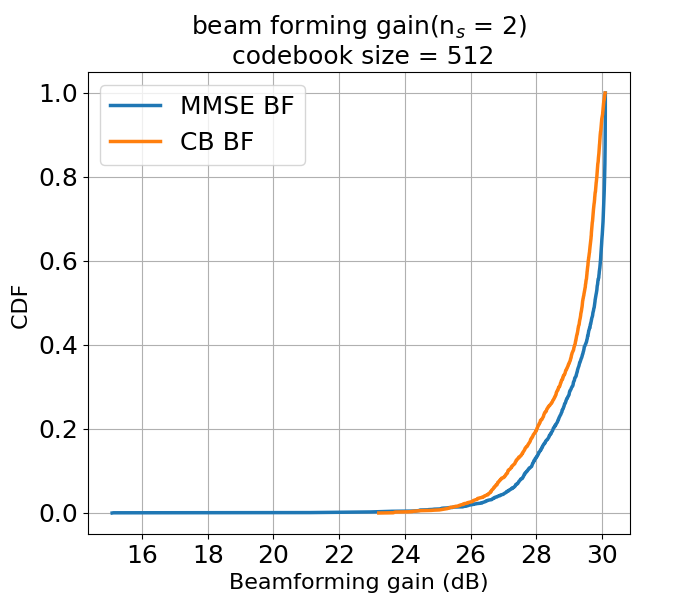 beam forming gain(nₛ = 2)
codebook size = 512
MMSE BF
CB BF
1.0
0.8
0.6
0.4
0.2
0.0
CDF
16 18 20 22 24 26 28 30
Beamforming gain (dB)